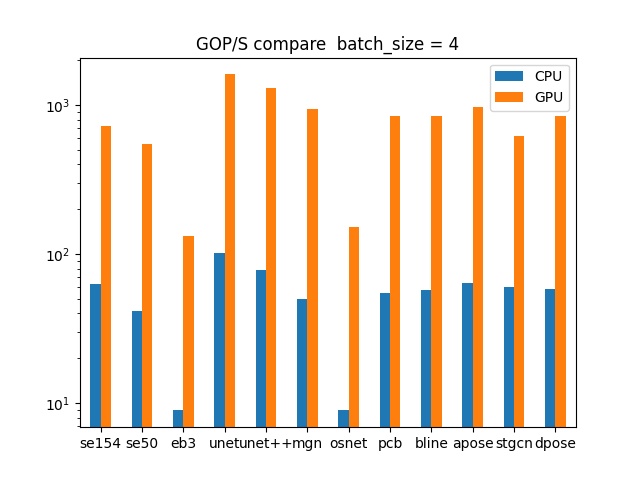 GOP/S compare batch_size = 4
CPU
GPU
10³
10²
10¹
se154 se50 eb3 unet unet++ mgn osnet pcb bline apose stgcn dpose